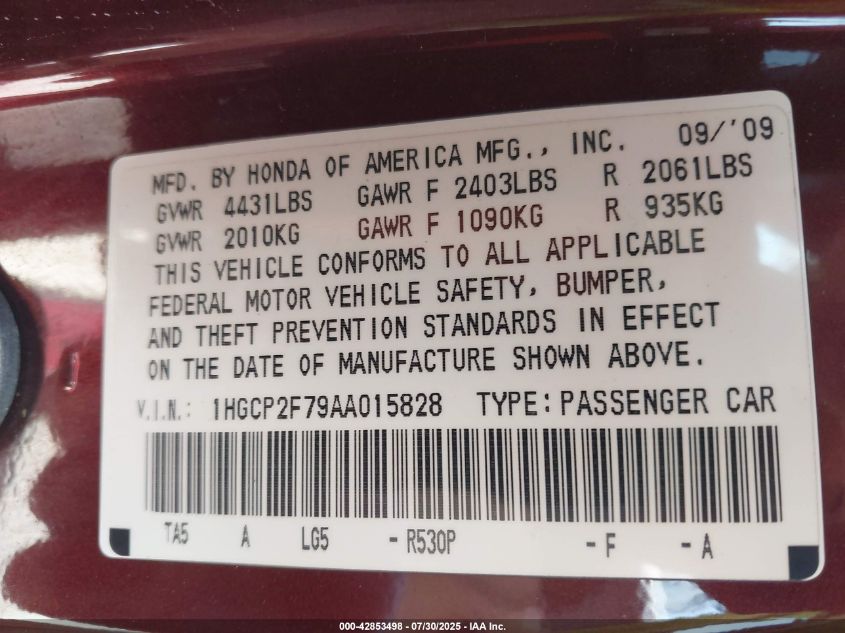 MFD. BY HONDA OF AMERICA MFG., INC. 09/'09
GVWR 4431LBS GAWR F 2403LBS R 2061LBS
GVWR 2010KG GAWR F 1090KG R 935KG
THIS VEHICLE CONFORMS TO ALL APPLICABLE
FEDERAL MOTOR VEHICLE SAFETY, BUMPER,
AND THEFT PREVENTION STANDARDS IN EFFECT
ON THE DATE OF MANUFACTURE SHOWN ABOVE.
V.I.N.: 1HGCP2F79AA015828 TYPE: PASSENGER CAR
TA5 A LG5 -R530P -F -A
000-42853498 - 07/30/2025 - IAA Inc.